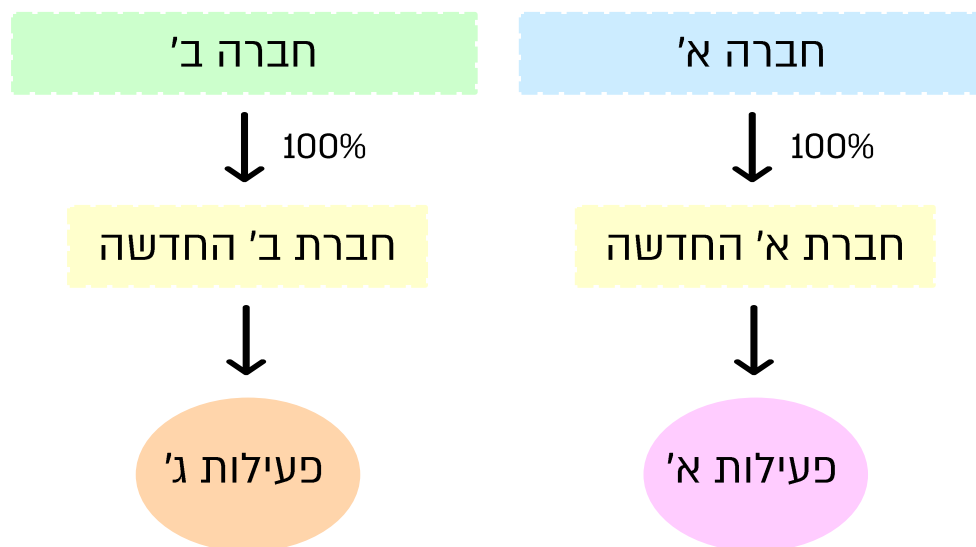 חברה א'
חברה ב'
100%
100%
חברת א' החדשה
חברת ב' החדשה
פעילות א'
פעילות ג'